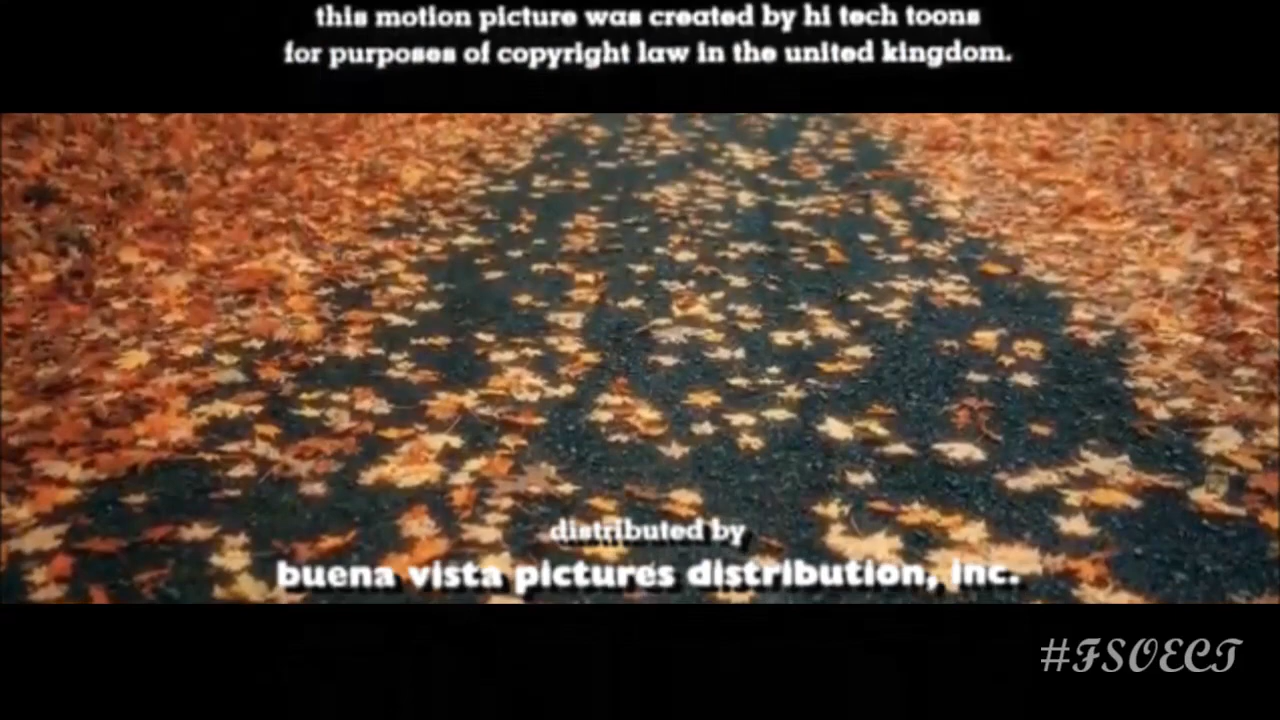 this motion picture was created by hi tech toons
for purposes of copyright law in the united kingdom.
distributed by
buena vista pictures distribution, inc.
#FSOECT